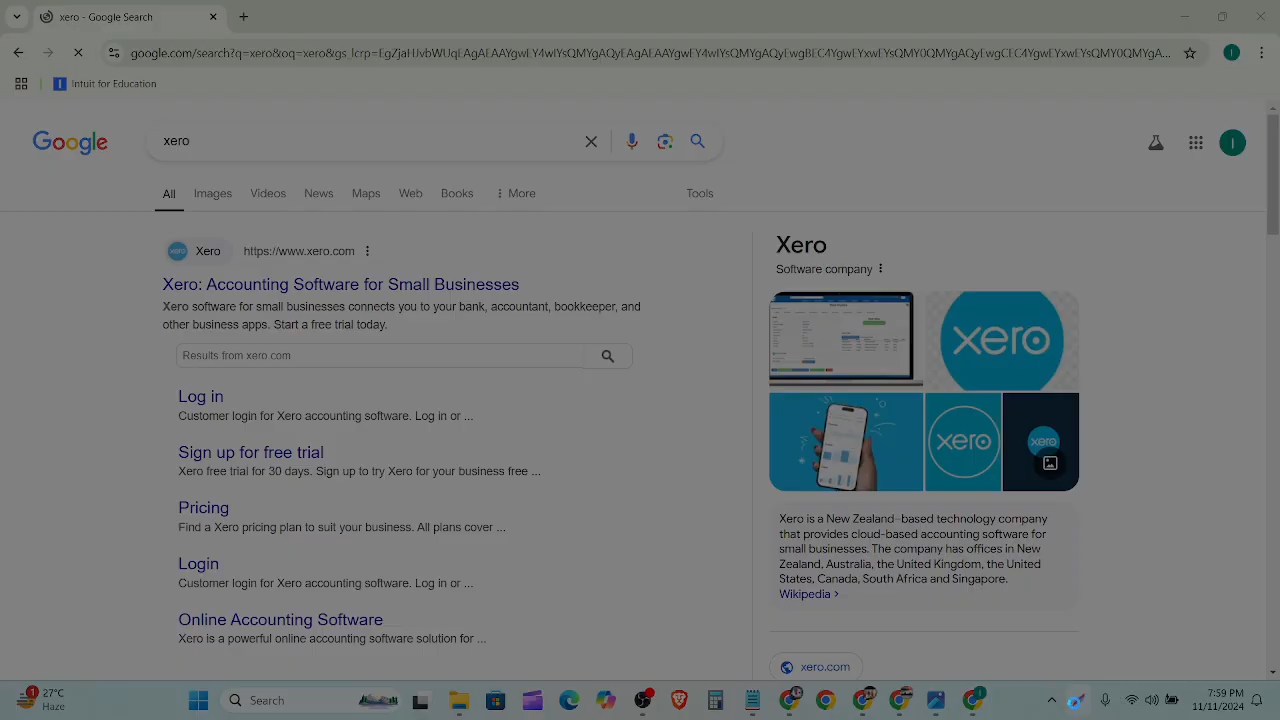 xero - Google Search
google.com/search?q=xero&oq=xero&gs_lcrp=EgZjaHJvbWUqEAgAEAAYgwEY4wIYsQMYgAQyEAgAEAAYgwEY4wIYsQMYgAQyEwgBEC4YgwEYxwEYsQMY0QMYgAQyEwgCEC4YgwEYxwEYsQMY0QMYgA...
Intuit for Education
Google
xero
I
All Images Videos News Maps Web Books More Tools
xero Xero https://www.xero.com
Xero: Accounting Software for Small Businesses
Xero software for small businesses connects you to your bank, accountant, bookkeeper, and
other business apps. Start a free trial today.
Results from xero.com
Log in
Customer login for Xero accounting software. Log in or ...
Sign up for free trial
Xero free trial for 30 days. Sign up to try Xero for your business free ...
Pricing
Find a Xero pricing plan to suit your business. All plans cover ...
Login
Customer login for Xero accounting software. Log in or ...
Online Accounting Software
Xero is a powerful online accounting software solution for ...
Xero
Software company
xero
xero
xero
Xero is a New Zealand–based technology company
that provides cloud-based accounting software for
small businesses. The company has offices in New
Zealand, Australia, the United Kingdom, the United
States, Canada, South Africa and Singapore.
Wikipedia
xero.com
1
27°C
Haze
Search
7:59 PM
11/11/2024